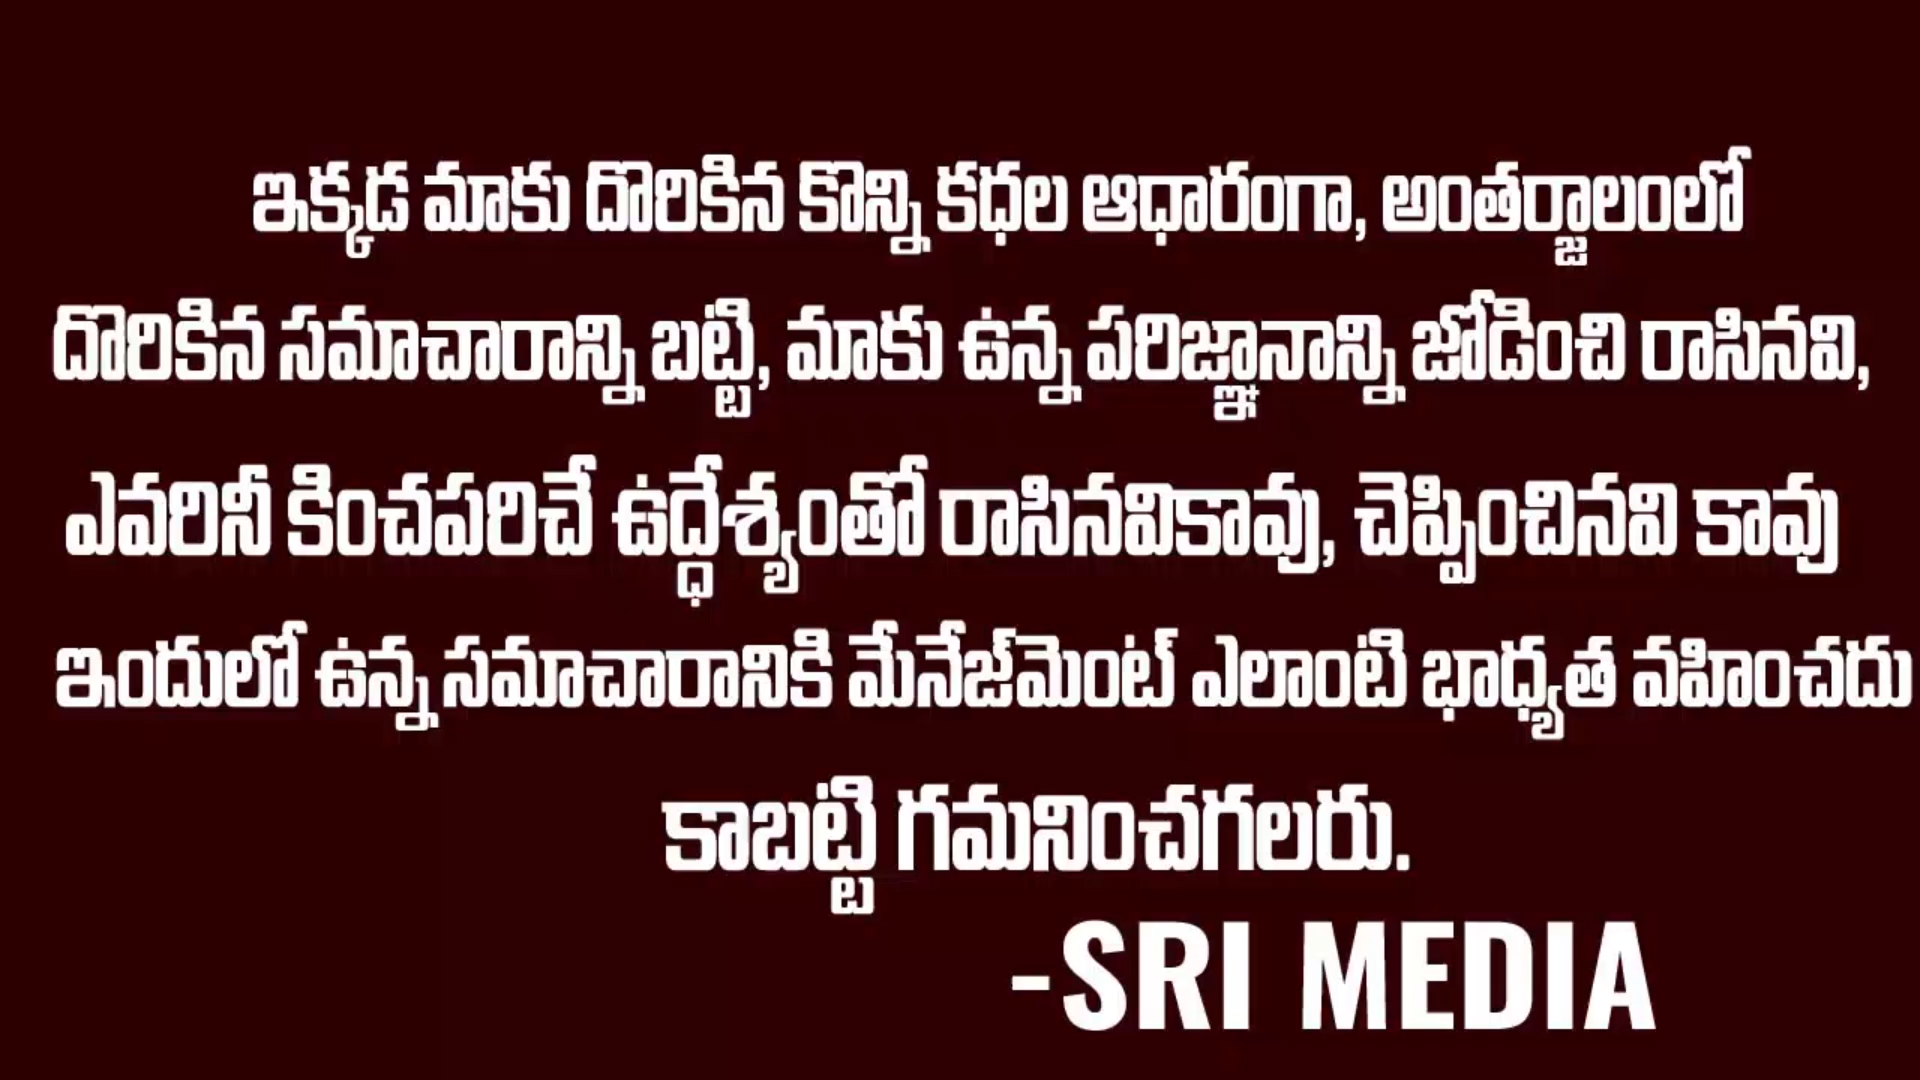 ఇక్కడ మాకు దొరికిన కొన్ని కధల ఆధారంగా, అంతర్జాలంలో
దొరికిన సమాచారాన్ని బట్టి, మాకు ఉన్న పరిజ్ఞానాన్ని జోడించి రాసినవి,
ఎవరినీ కించపరిచే ఉద్ధేశ్యంతో రాసినవికావు, చెప్పించినవి కావు
ఇందులో ఉన్న సమాచారానికి మేనేజ్‌మెంట్ ఎలాంటి భాధ్యత వహించదు
కాబట్టి గమనించగలరు.
-SRI MEDIA